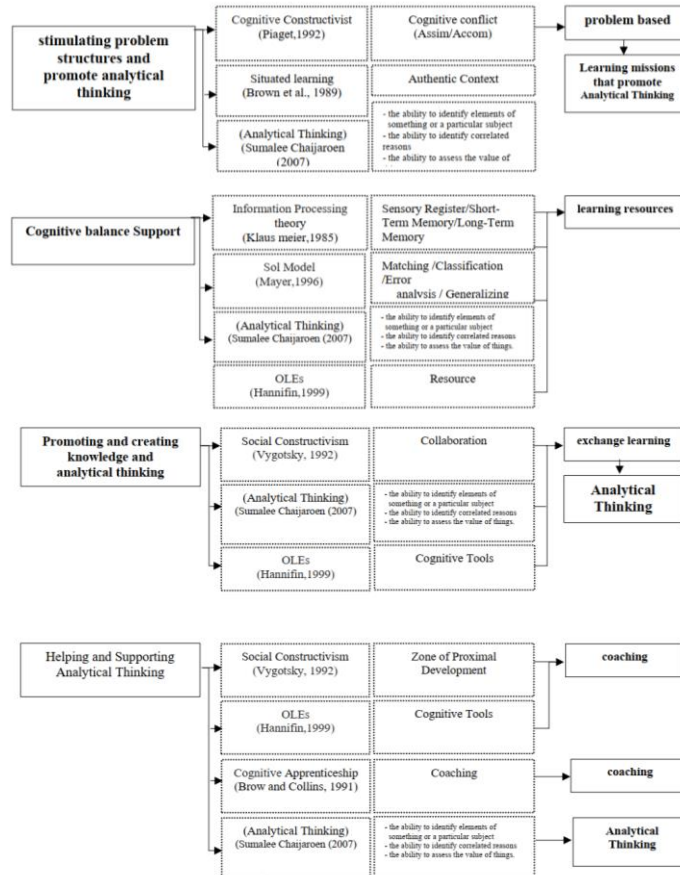 stimulating problem
structures and
promote analytical
thinking
Cognitive Constructivist
(Piaget,1992)
Cognitive conflict
(Assim/Accom)
problem based
Situated learning
(Brown et al., 1989)
Authentic Context
Learning missions
that promote
Analytical Thinking
(Analytical Thinking)
(Sumalee Chaijaroen
(2007)
- the ability to identify elements of
something or a particular subject
- the ability to identify correlated
reasons
- the ability to assess the value of
Cognitive balance Support
Information Processing
theory
(Klaus meier,1985)
Sensory Register/Short-
Term Memory/Long-Term
Memory
learning resources
Sol Model
(Mayer,1996)
Matching /Classification
/Error
analysis / Generalizing
(Analytical Thinking)
(Sumalee Chaijaroen (2007)
- the ability to identify elements of
something or a particular subject
- the ability to identify correlated reasons
- the ability to assess the value of things.
OLEs
(Hannifin,1999)
Resource
Promoting and creating
knowledge and
analytical thinking
Social Constructivism
(Vygotsky, 1992)
Collaboration
exchange learning
(Analytical Thinking)
(Sumalee Chaijaroen (2007)
- the ability to identify elements of
something or a particular subject
- the ability to identify correlated reasons
- the ability to assess the value of things.
Analytical
Thinking
OLEs
(Hannifin,1999)
Cognitive Tools
Helping and Supporting
Analytical Thinking
Social Constructivism
(Vygotsky, 1992)
Zone of Proximal
Development
coaching
OLEs
(Hannifin,1999)
Cognitive Tools
Cognitive Apprenticeship
(Brow and Collins, 1991)
Coaching
coaching
(Analytical Thinking)
(Sumalee Chaijaroen (2007)
- the ability to identify elements of
something or a particular subject
- the ability to identify correlated reasons
- the ability to assess the value of things.
Analytical
Thinking